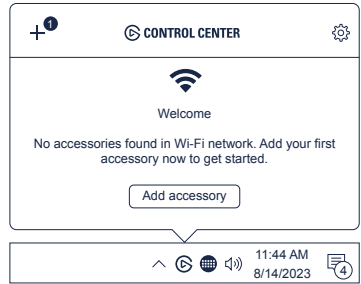 1
CONTROL CENTER
Welcome
No accessories found in Wi-Fi network. Add your first
accessory now to get started.
Add accessory
11:44 AM
8/14/2023
4